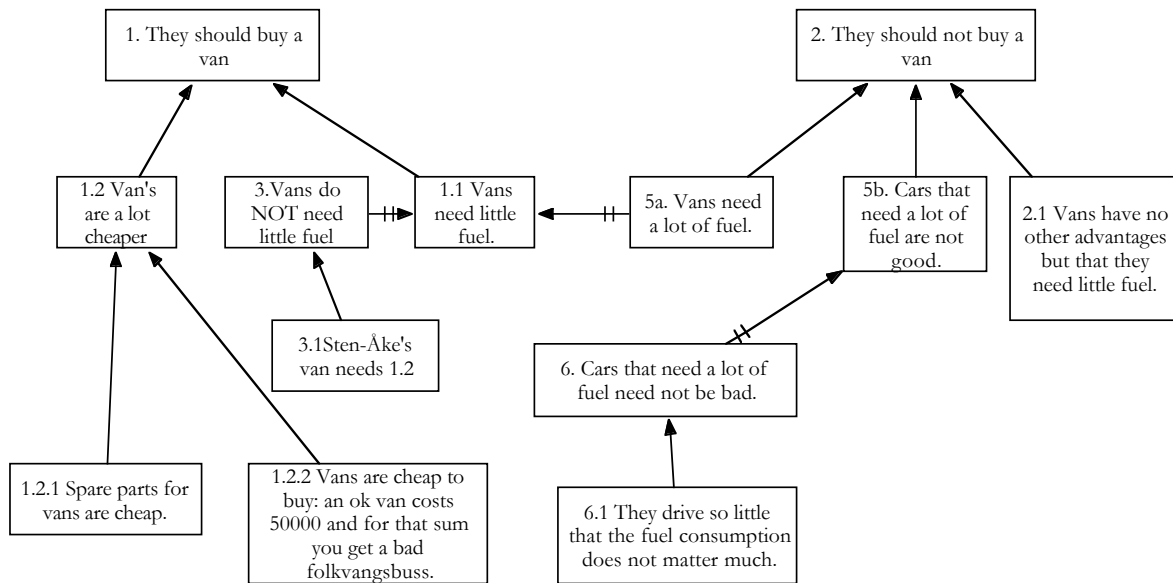 1. They should buy a
van
2. They should not buy a
van
1.2 Van's
are a lot
cheaper
3.Vans do
NOT need
little fuel
1.1 Vans
need little
fuel.
5a. Vans need
a lot of fuel.
5b. Cars that
need a lot of
fuel are not
good.
2.1 Vans have no
other advantages
but that they
need little fuel.
3.1Sten-Åke's
van needs 1.2
6. Cars that need a lot of
fuel need not be bad.
1.2.1 Spare parts for
vans are cheap.
1.2.2 Vans are cheap to
buy: an ok van costs
50000 and for that sum
you get a bad
folkvangsbuss.
6.1 They drive so little
that the fuel consumption
does not matter much.